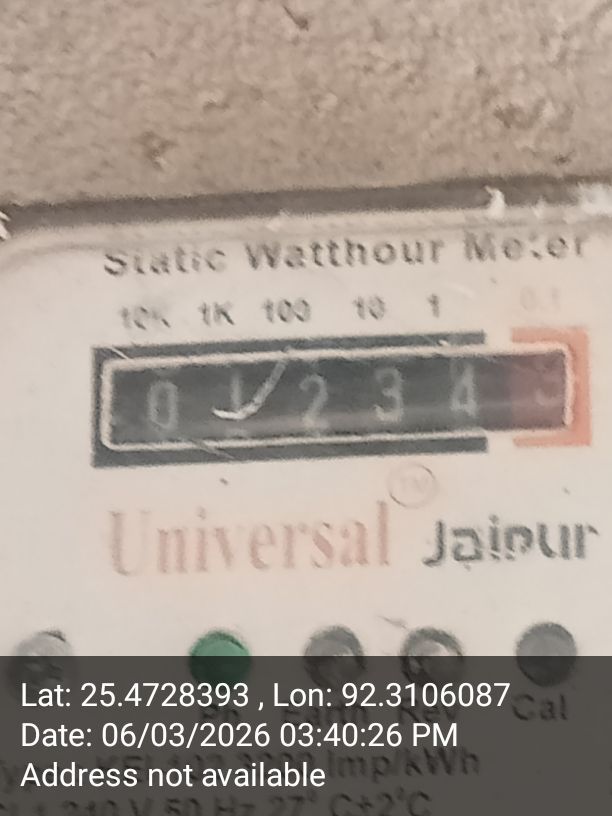 Static Watthour Meter
10K 1K 100 10 1 0.1
0 1 2 3 4
Universal TM Jaipur
Cal
Lat: 25.4728393 , Lon: 92.3106087
Date: 06/03/2026 03:40:26 PM
Imp/kWh
Address not available
240 V 50 Hz 27° C±2°C